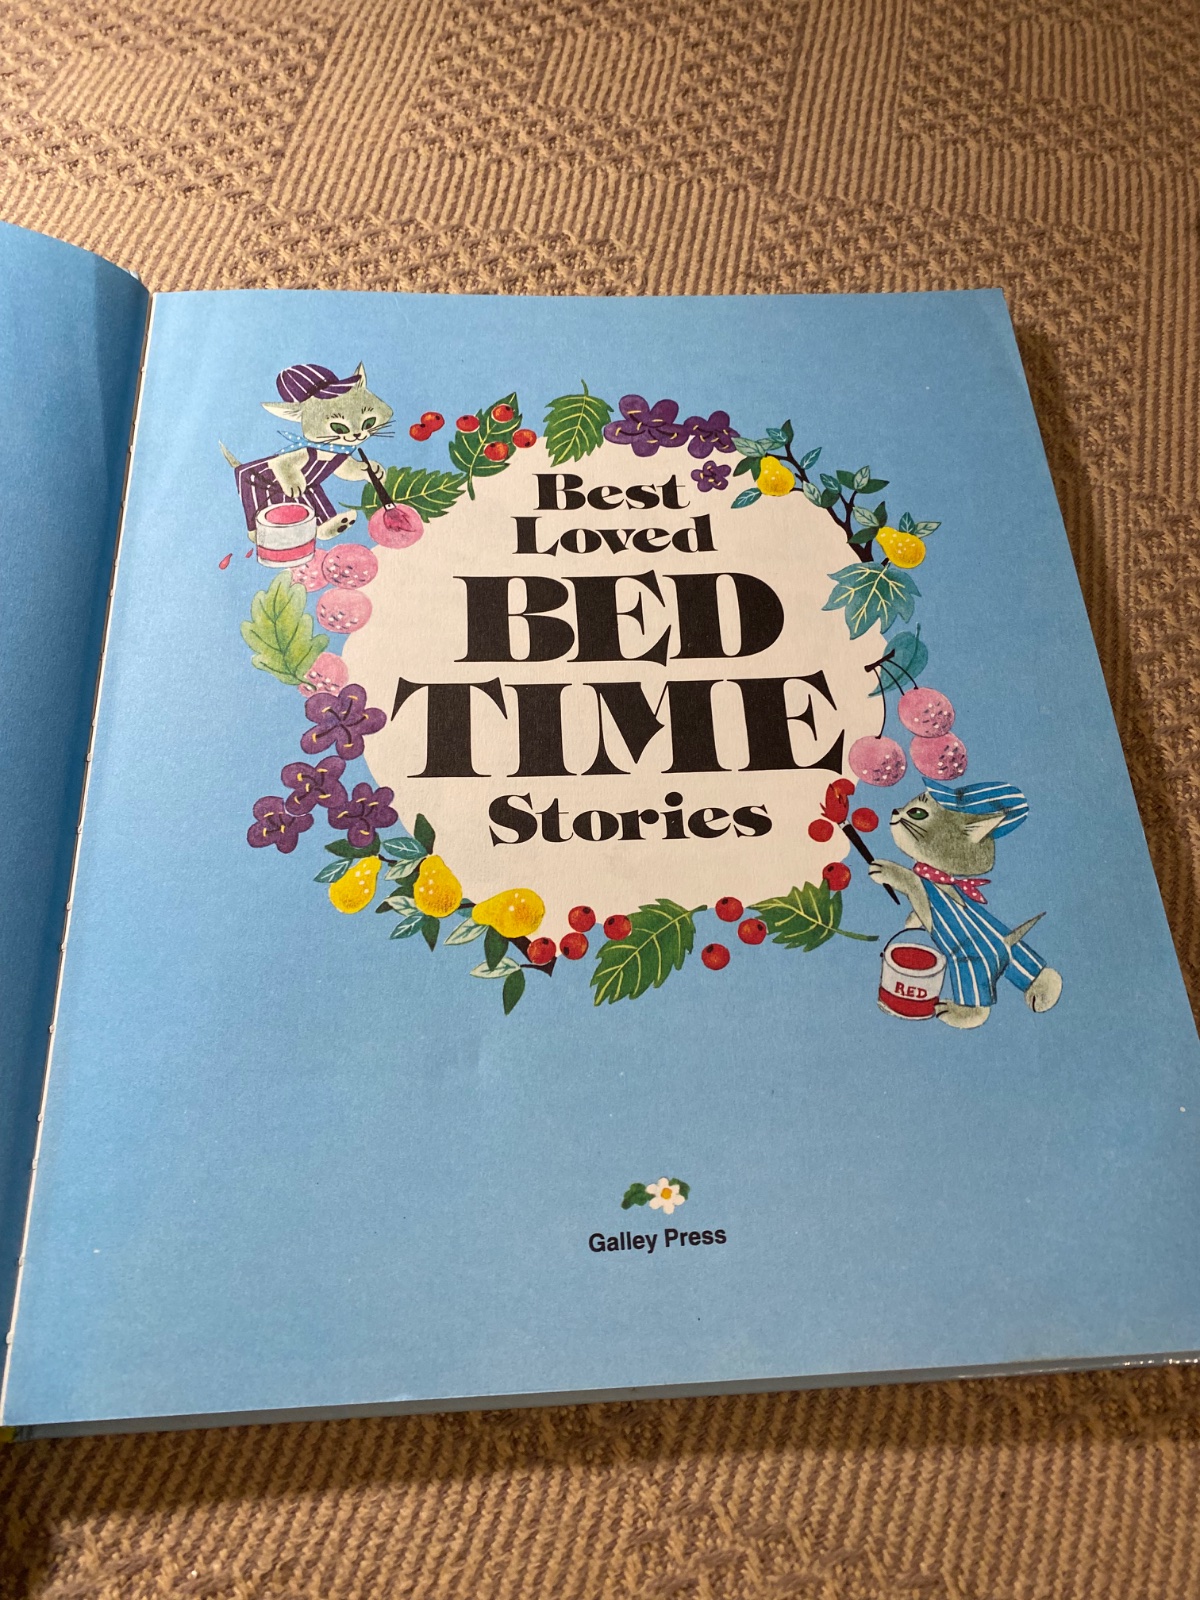 Best
Loved
BED
TIME
Stories
RED
Galley Press